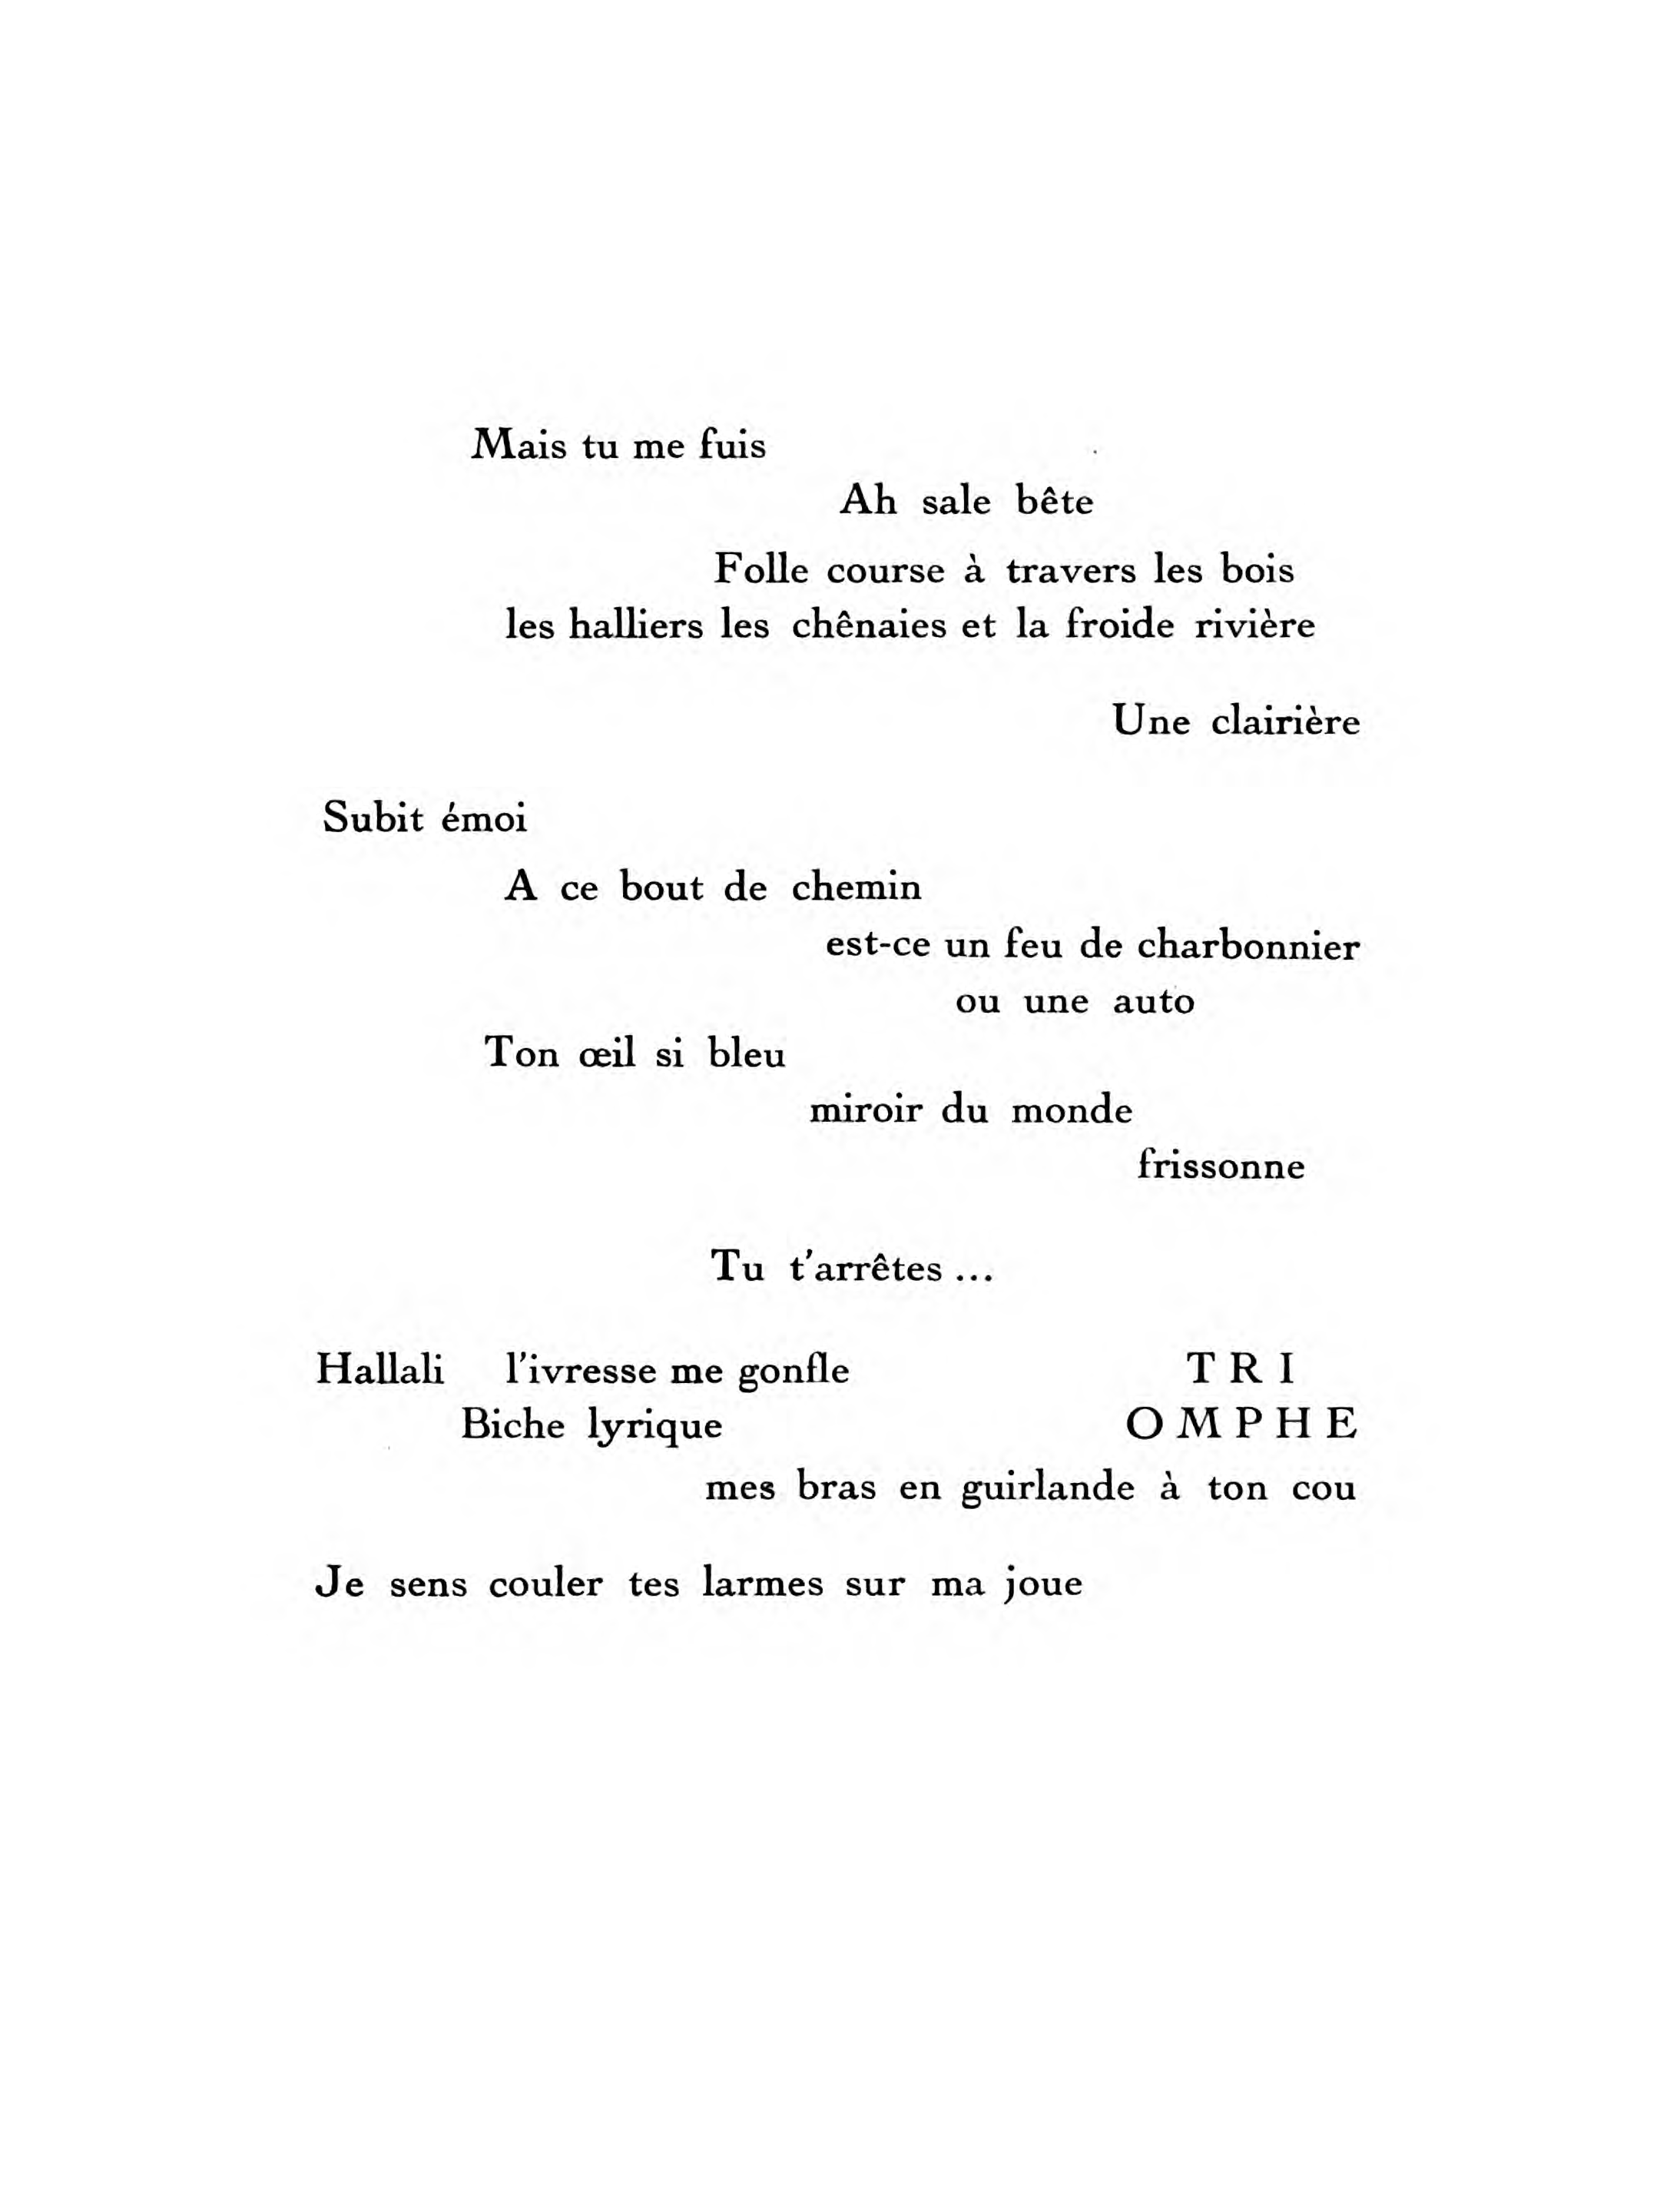 Mais tu me fuis
Ah sale bête
Folle course à travers les bois
les halliers les chênaies et la froide rivière
Une clairière
Subit émoi
A ce bout de chemin
est-ce un feu de charbonnier
ou une auto
Ton œil si bleu
miroir du monde
frissonne
Tu t'arrêtes ...
Hallali l'ivresse me gonfle TRI
Biche lyrique OMPHE
mes bras en guirlande à ton cou
Je sens couler tes larmes sur ma joue